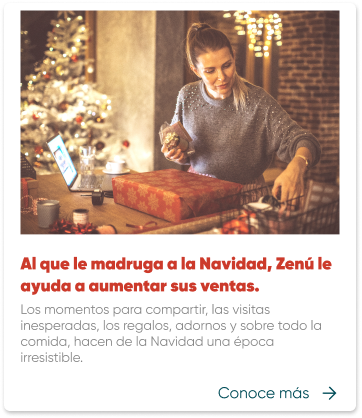 Al que le madruga a la Navidad, Zenú le
ayuda a aumentar sus ventas.
Los momentos para compartir, las visitas
inesperadas, los regalos, adornos y sobre todo la
comida, hacen de la Navidad una época
irresistible.
Conoce más